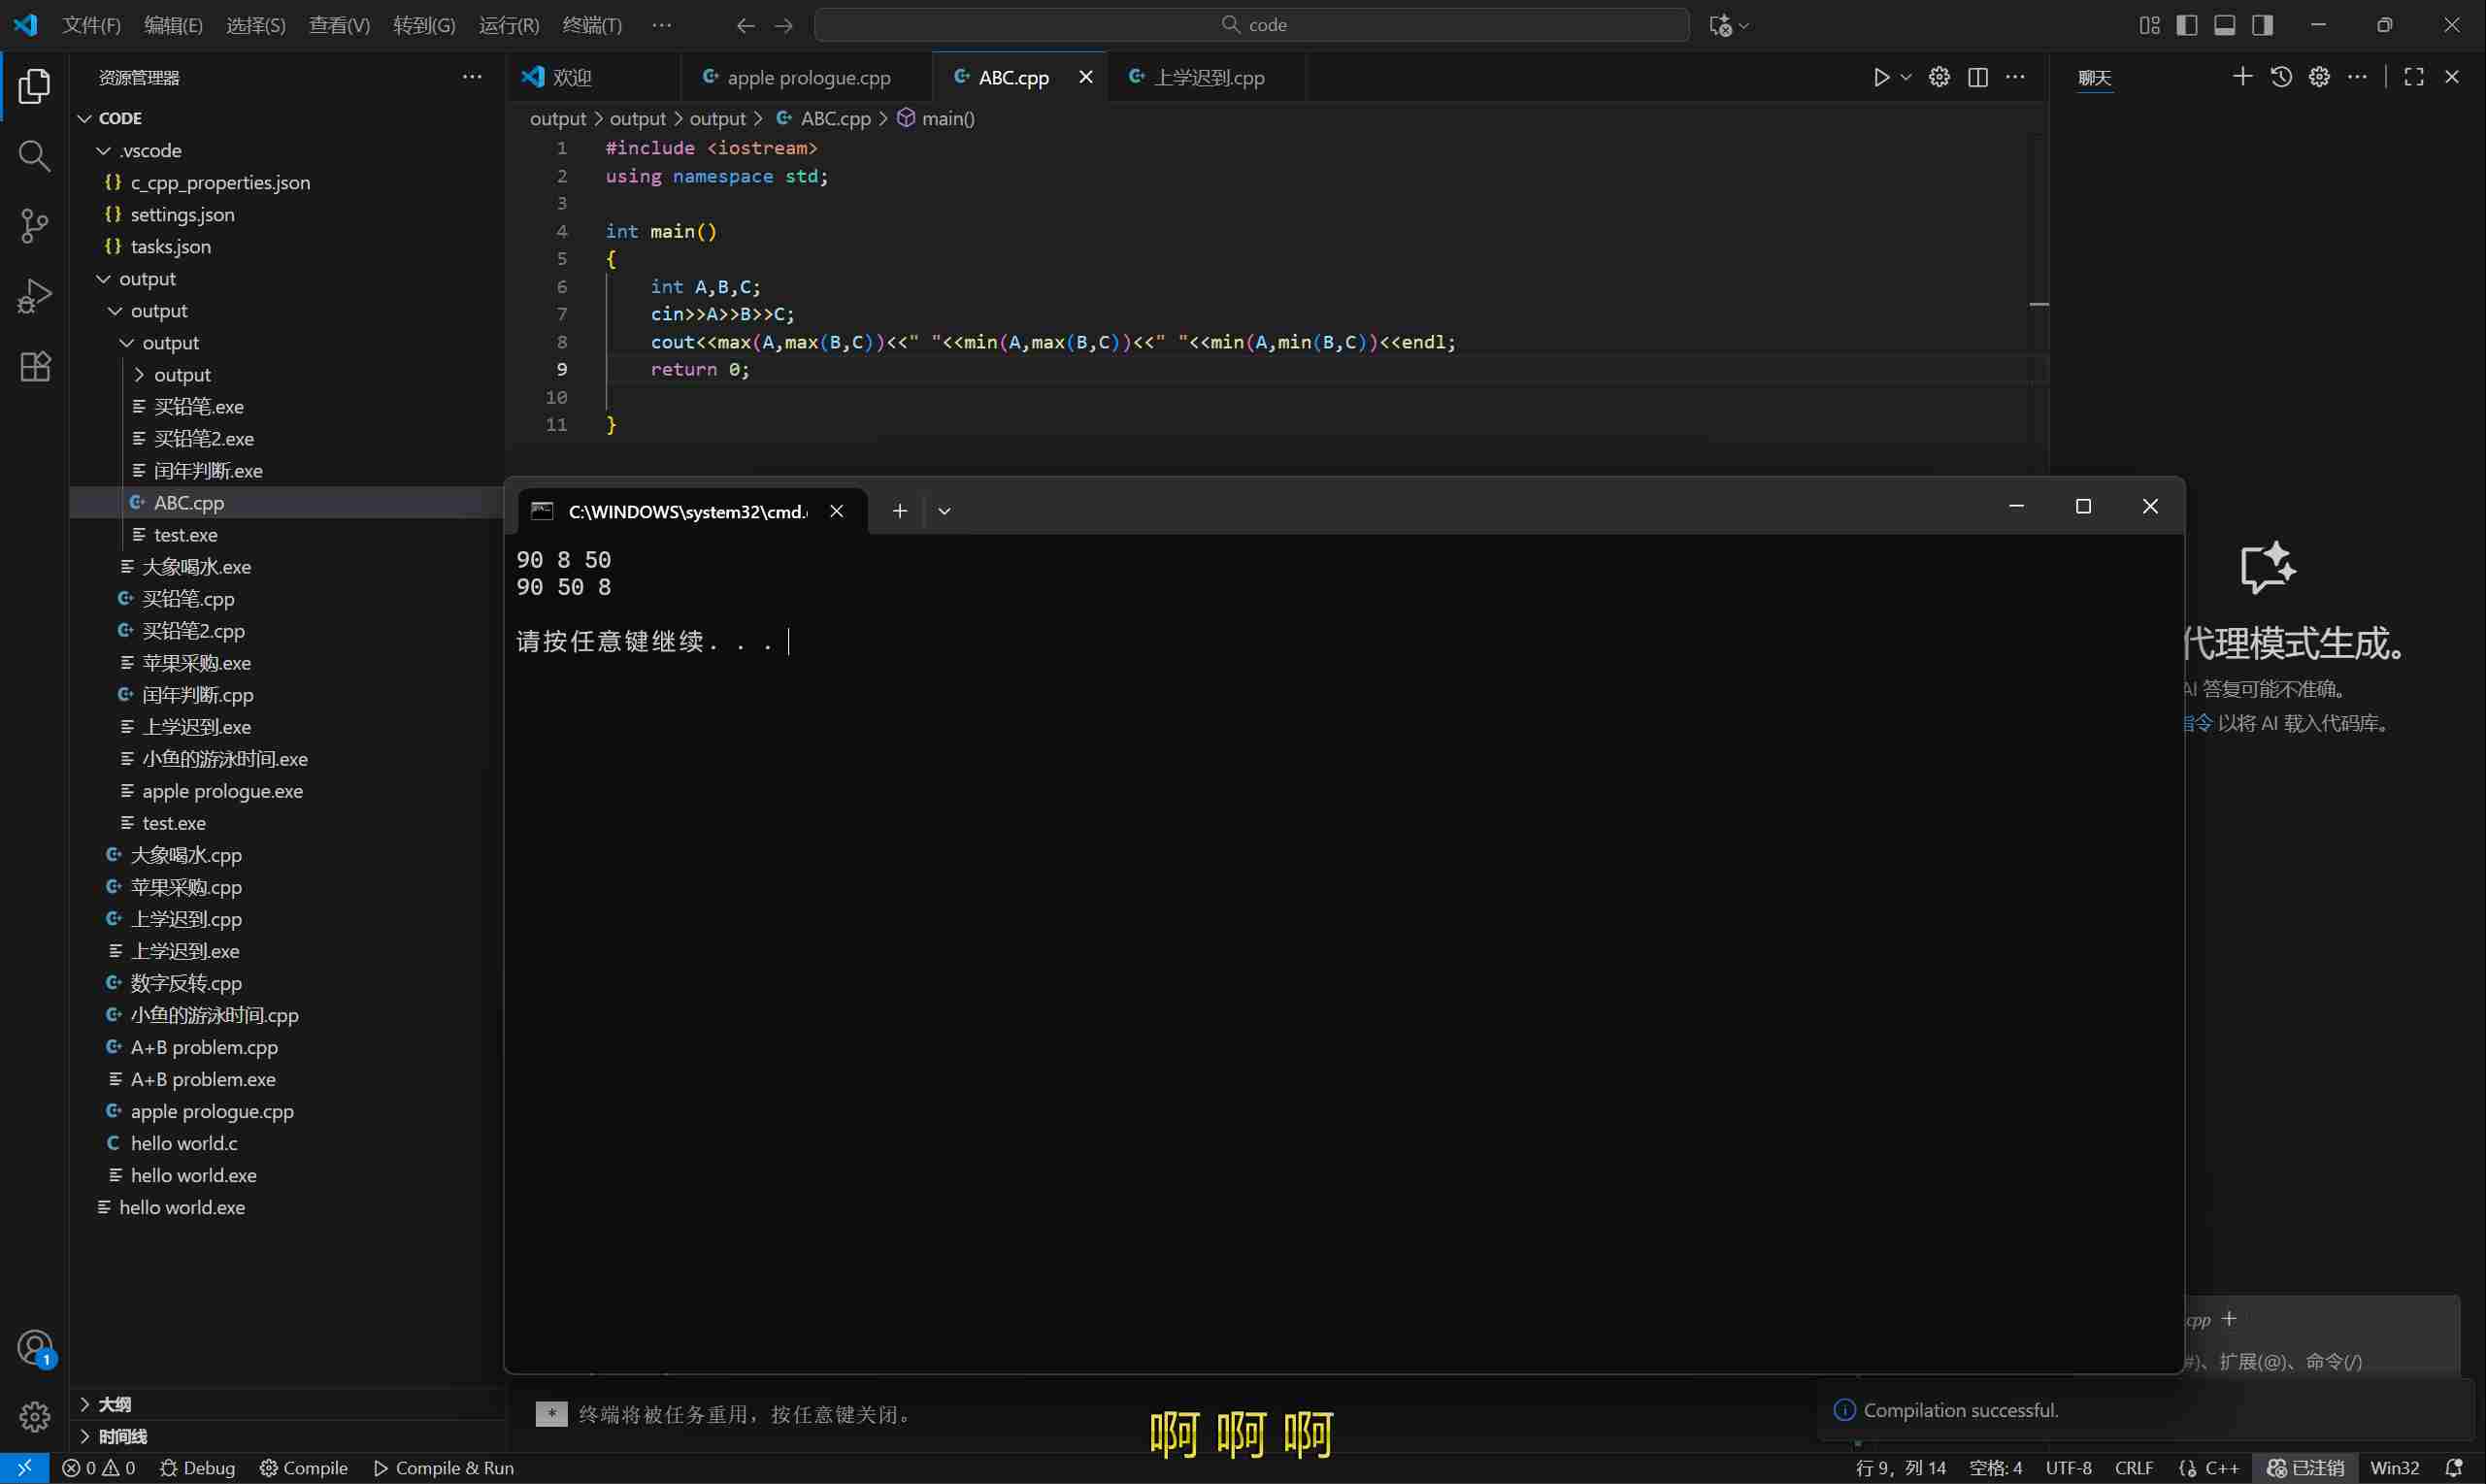 文件(F) 编辑(E) 选择(S) 查看(V) 转到(G) 运行(R) 终端(T) ··· code
资源管理器 ···
欢迎 apple prologue.cpp ABC.cpp 上学迟到.cpp
聊天
CODE
.vscode
{} c_cpp_properties.json
{} settings.json
{} tasks.json
output
output
output
output
买铅笔.exe
买铅笔2.exe
闰年判断.exe
ABC.cpp
test.exe
大象喝水.exe
买铅笔.cpp
买铅笔2.cpp
苹果采购.exe
闰年判断.cpp
上学迟到.exe
小鱼的游泳时间.exe
apple prologue.exe
test.exe
大象喝水.cpp
苹果采购.cpp
上学迟到.cpp
上学迟到.exe
数字反转.cpp
小鱼的游泳时间.cpp
A+B problem.cpp
A+B problem.exe
apple prologue.cpp
hello world.c
hello world.exe
hello world.exe
大纲
时间线
output > output > output > ABC.cpp > main()
1 #include <iostream>
2 using namespace std;
3
4 int main()
5 {
6 int A,B,C;
7 cin>>A>>B>>C;
8 cout<<max(A,max(B,C))<<" "<<min(A,max(B,C))<<" "<<min(A,min(B,C))<<endl;
9 return 0;
10
11 }
C:\WINDOWS\system32\cmd.
90 8 50
90 50 8
请按任意键继续. . .
代理模式生成。
AI 答复可能不准确。
指令 以将 AI 载入代码库。
.cpp +
#)、扩展(@)、命令(/)
* 终端将被任务重用，按任意键关闭。
啊 啊 啊
Compilation successful.
0 0 Debug Compile Compile & Run
行 9，列 14 空格: 4 UTF-8 CRLF {} C++ 已注销 Win32
1